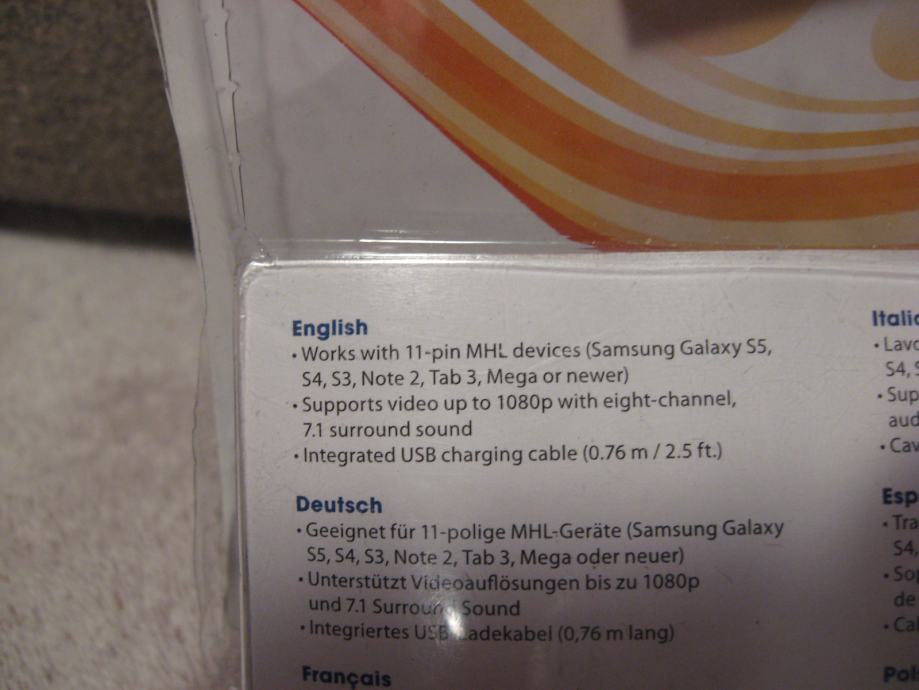 English
• Works with 11-pin MHL devices (Samsung Galaxy S5,
S4, S3, Note 2, Tab 3, Mega or newer)
• Supports video up to 1080p with eight-channel,
7.1 surround sound
• Integrated USB charging cable (0.76 m / 2.5 ft.)
Deutsch
• Geeignet für 11-polige MHL-Geräte (Samsung Galaxy
S5, S4, S3, Note 2, Tab 3, Mega oder neuer)
• Unterstützt Videoauflösungen bis zu 1080p
und 7.1 Surround Sound
• Integriertes USB-Ladekabel (0,76 m lang)
Français
S4,
S4,
de